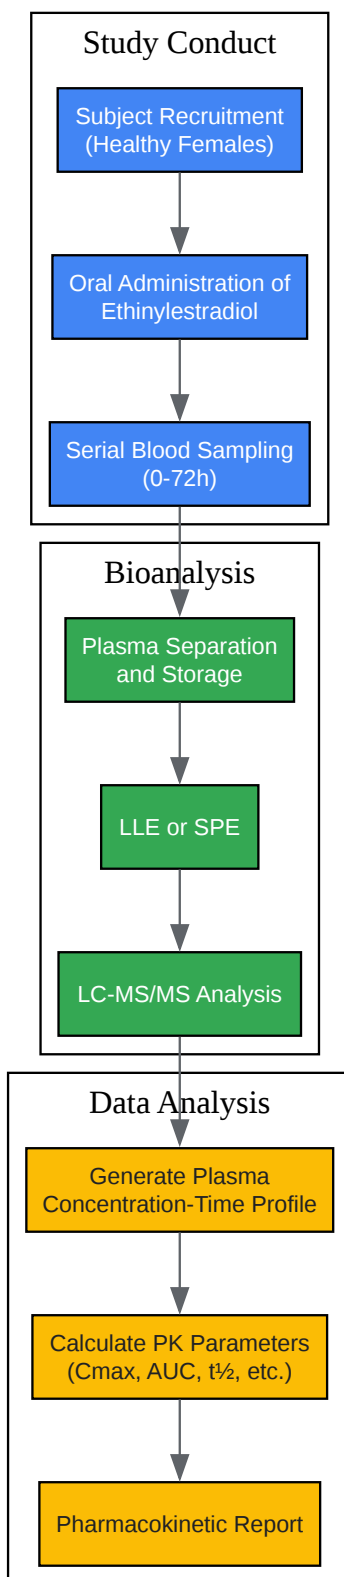 Study Conduct
Subject Recruitment
(Healthy Females)
Oral Administration of
Ethinylestradiol
Serial Blood Sampling
(0-72h)
Bioanalysis
Plasma Separation
and Storage
LLE or SPE
LC-MS/MS Analysis
Data Analysis
Generate Plasma
Concentration-Time Profile
Calculate PK Parameters
(Cmax, AUC, t½, etc.)
Pharmacokinetic Report